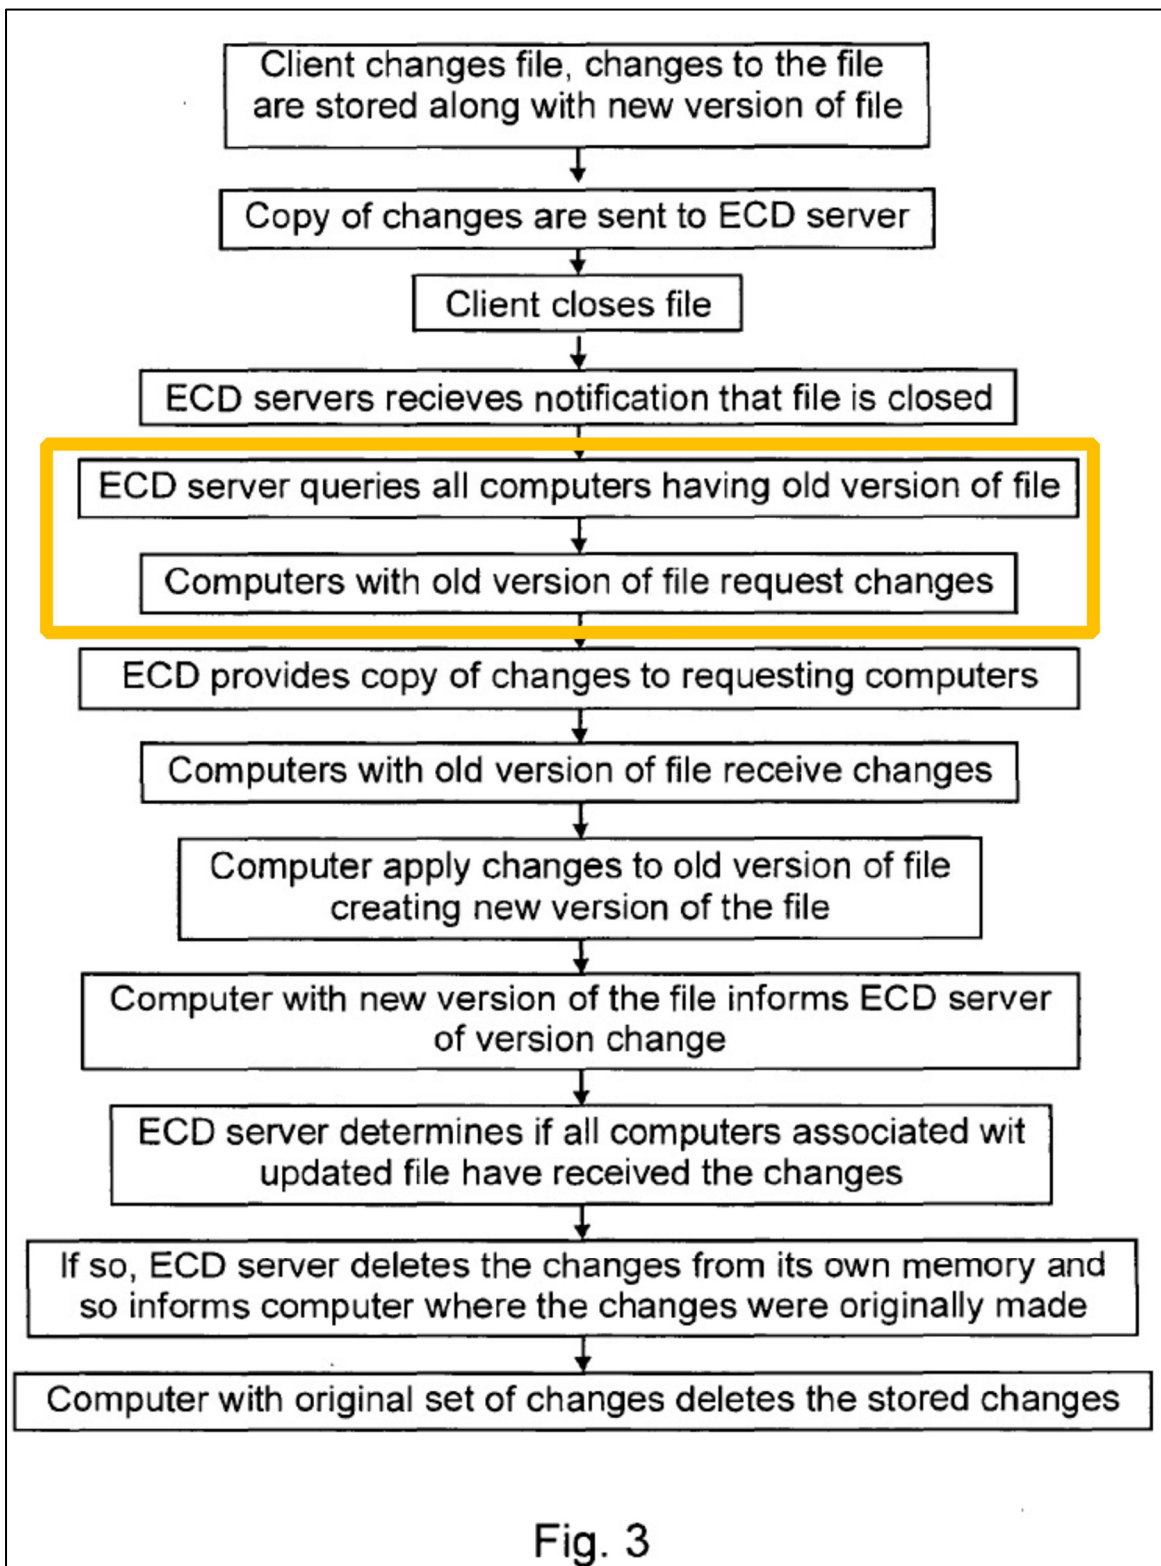 Client changes file, changes to the file
are stored along with new version of file
Copy of changes are sent to ECD server
Client closes file
ECD servers recieves notification that file is closed
ECD server queries all computers having old version of file
Computers with old version of file request changes
ECD provides copy of changes to requesting computers
Computers with old version of file receive changes
Computer apply changes to old version of file
creating new version of the file
Computer with new version of the file informs ECD server
of version change
ECD server determines if all computers associated wit
updated file have received the changes
If so, ECD server deletes the changes from its own memory and
so informs computer where the changes were originally made
Computer with original set of changes deletes the stored changes
Fig. 3